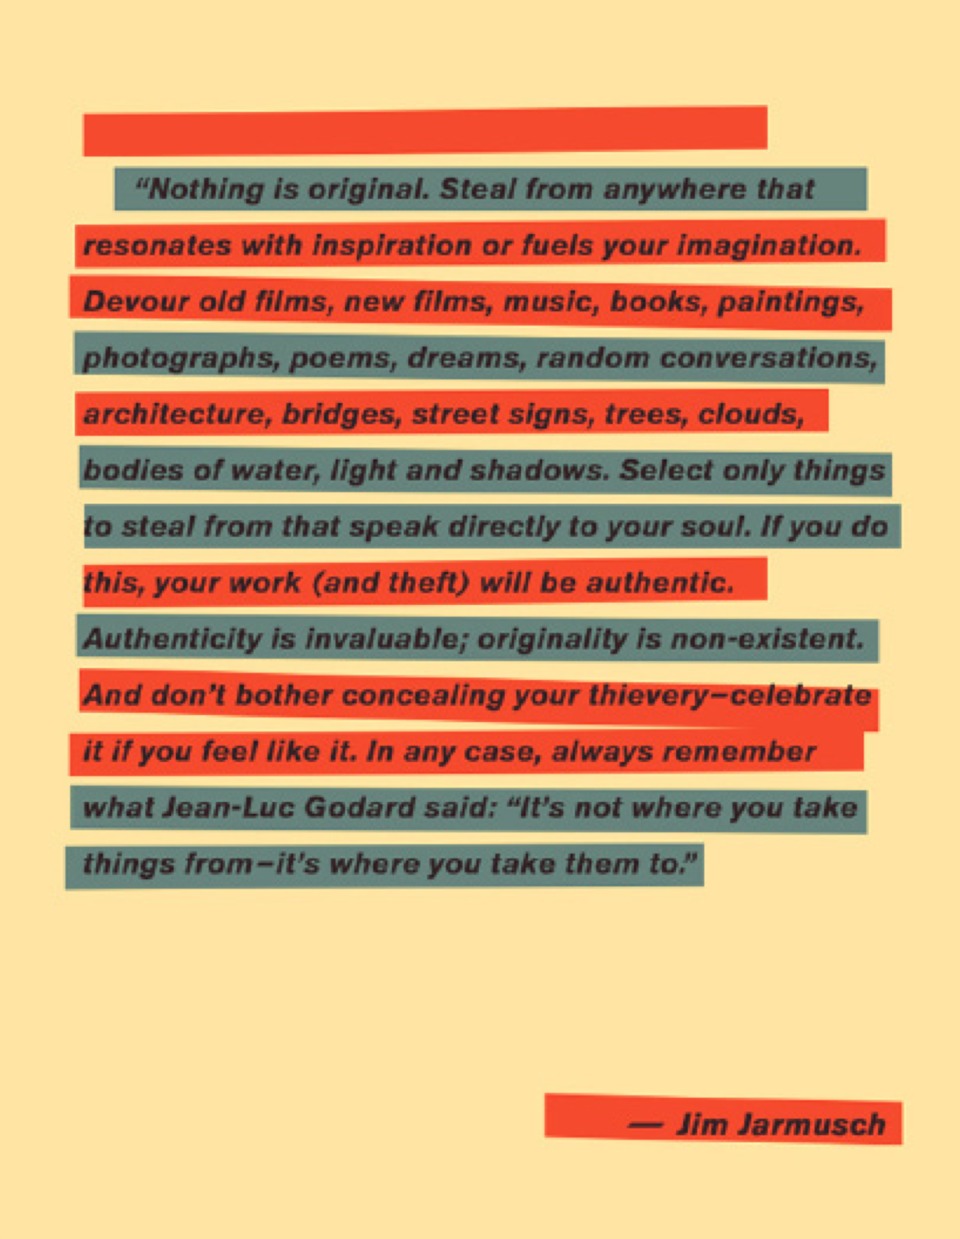 “Nothing is original. Steal from anywhere that
resonates with inspiration or fuels your imagination.
Devour old films, new films, music, books, paintings,
photographs, poems, dreams, random conversations,
architecture, bridges, street signs, trees, clouds,
bodies of water, light and shadows. Select only things
to steal from that speak directly to your soul. If you do
this, your work (and theft) will be authentic.
Authenticity is invaluable; originality is non-existent.
And don’t bother concealing your thievery—celebrate
it if you feel like it. In any case, always remember
what Jean-Luc Godard said: “It’s not where you take
things from—it’s where you take them to.”
— Jim Jarmusch